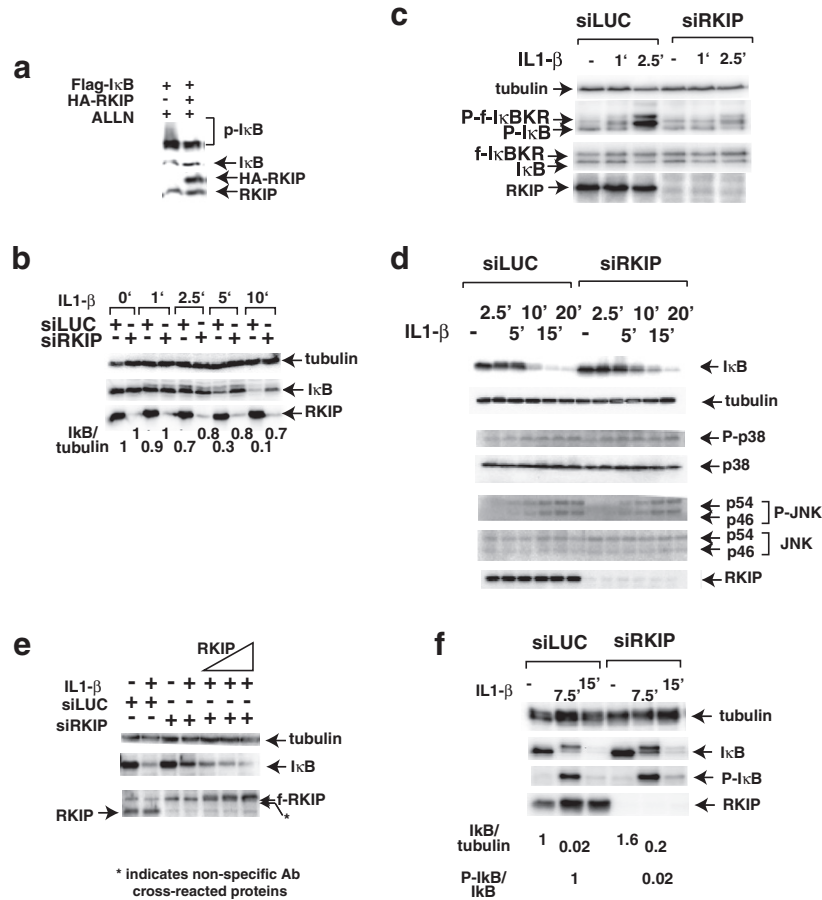 a
Flag-IκB + +
HA-RKIP - +
ALLN + +
p-IκB
IκB
HA-RKIP
RKIP
b
IL1-β 0‘ 1‘ 2.5‘ 5‘ 10‘
siLUC + - + - + - + - + -
siRKIP - + - + - + - + - +
tubulin
IκB
RKIP
IkB/
tubulin
1 1 0.9 1 0.7 0.8 0.3 0.8 0.1 0.7
c
siLUC siRKIP
IL1-β - 1‘ 2.5’ - 1‘ 2.5’
tubulin
P-f-IκBKR
P-IκB
f-IκBKR
IκB
RKIP
d
siLUC siRKIP
2.5’ 10’ 20’ 2.5’ 10’ 20’
IL1-β - 5’ 15’ - 5’ 15’
IκB
tubulin
P-p38
p38
p54
p46
P-JNK
p54
p46
JNK
RKIP
e
RKIP
IL1-β - + - + + + +
siLUC + + - - - - -
siRKIP - - + + + + +
tubulin
IκB
f-RKIP
RKIP
*
* indicates non-specific Ab
cross-reacted proteins
f
siLUC siRKIP
IL1-β - 7.5’ 15’ - 7.5’ 15’
tubulin
IκB
P-IκB
RKIP
IkB/
tubulin
1 0.02 1.6 0.2
P-IkB/
IkB
1 0.02